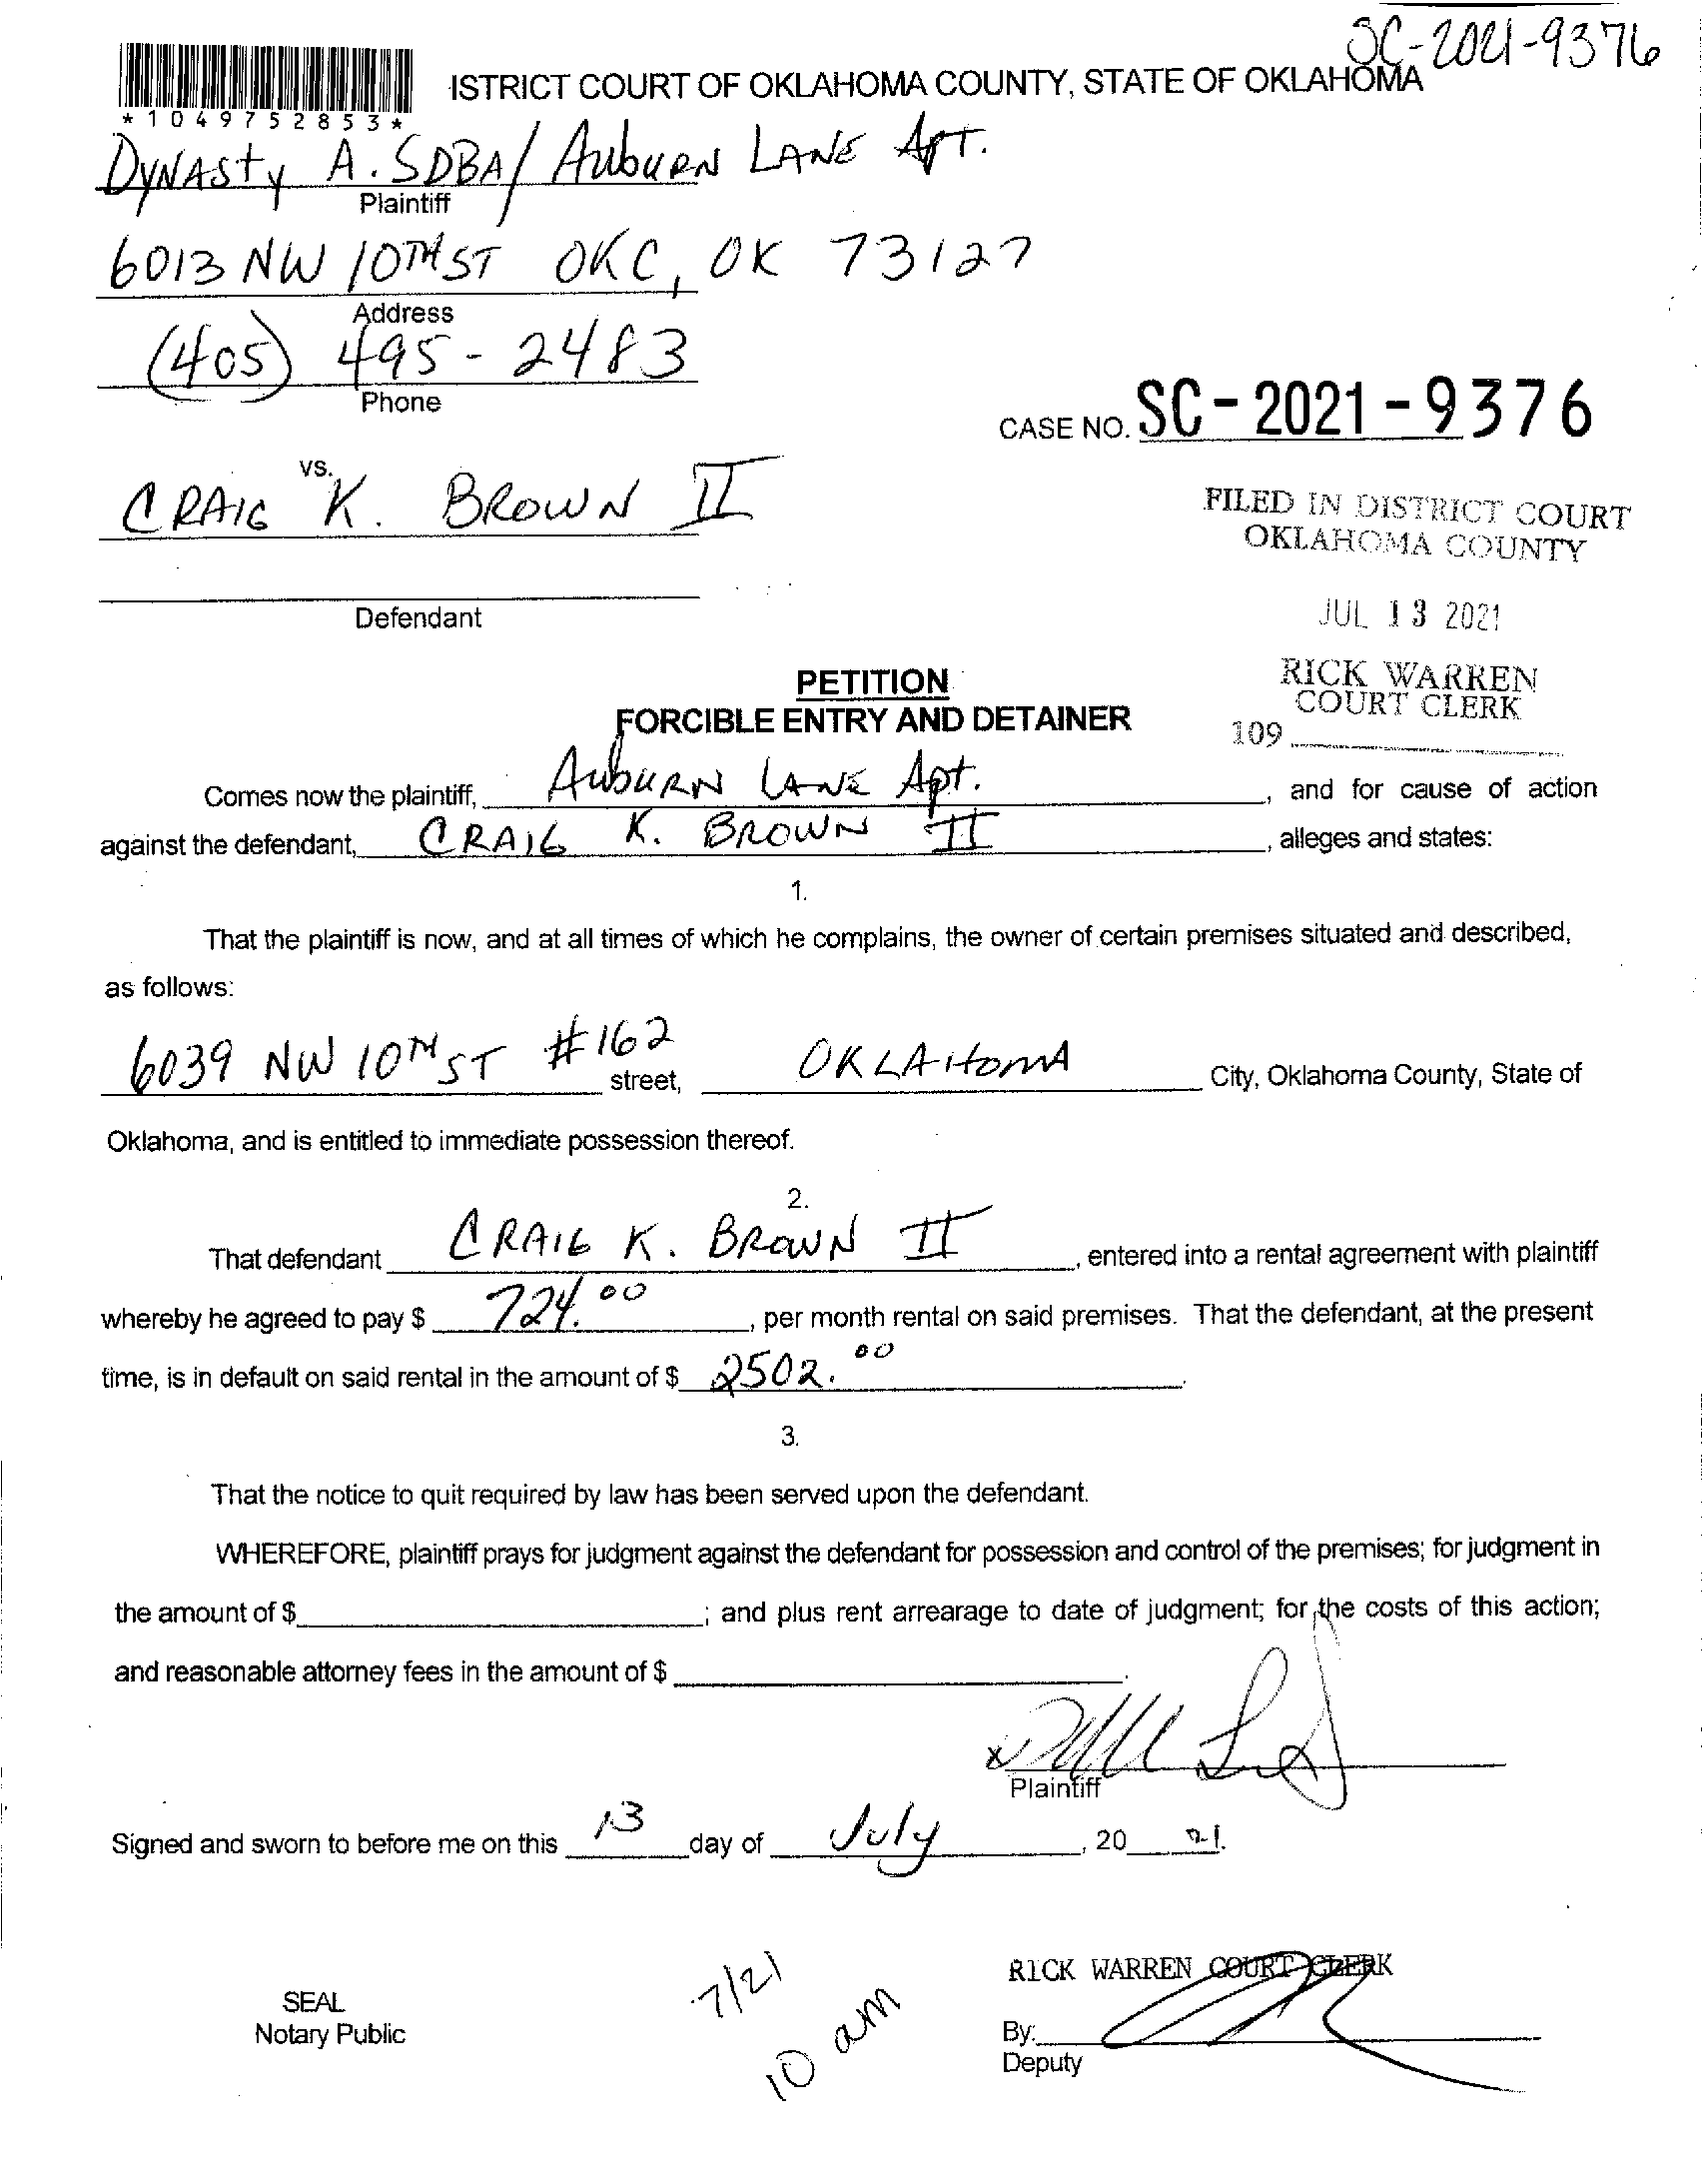 SC-2021-9376
ISTRICT COURT OF OKLAHOMA COUNTY, STATE OF OKLAHOMA
*1049752853*
DYNASTY A. SDBA/ AUBURN LANE APT.
Plaintiff
6013 NW 10TH ST OKC, OK 73127
Address
(405) 495-2483
Phone
CASE NO. SC-2021-9376
vs.
CRAIG K. BROWN II
FILED IN DISTRICT COURT
OKLAHOMA COUNTY
Defendant
JUL 13 2021
RICK WARREN
COURT CLERK
109
PETITION
FORCIBLE ENTRY AND DETAINER
Comes now the plaintiff, AUBURN LANE Apt. , and for cause of action
against the defendant, CRAIG K. BROWN II , alleges and states:
1.
That the plaintiff is now, and at all times of which he complains, the owner of certain premises situated and described,
as follows:
6039 NW 10TH ST #162 street, OKLAHOMA City, Oklahoma County, State of
Oklahoma, and is entitled to immediate possession thereof.
2.
That defendant CRAIG K. BROWN II , entered into a rental agreement with plaintiff
whereby he agreed to pay $ 724.00 , per month rental on said premises. That the defendant, at the present
time, is in default on said rental in the amount of $ 2502.00 .
3.
That the notice to quit required by law has been served upon the defendant.
WHEREFORE, plaintiff prays for judgment against the defendant for possession and control of the premises; for judgment in
the amount of $ ; and plus rent arrearage to date of judgment; for the costs of this action;
and reasonable attorney fees in the amount of $ .
x
Plaintiff
Signed and sworn to before me on this 13 day of July , 20 21.
7/21
10 am
RICK WARREN COURT CLERK
SEAL
Notary Public
By:
Deputy